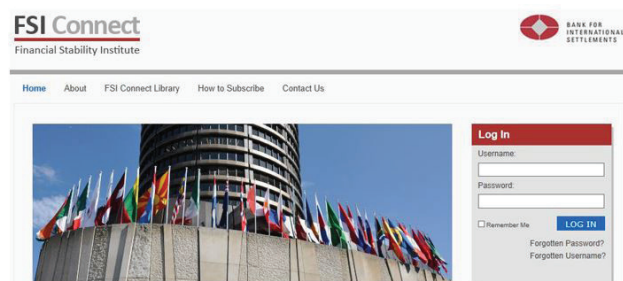 FSI Connect
Financial Stability Institute
BANK FOR
INTERNATIONAL
SETTLEMENTS
Home About FSI Connect Library How to Subscribe Contact Us
Log In
Username:
Password:
Remember Me LOG IN
Forgotten Password?
Forgotten Username?